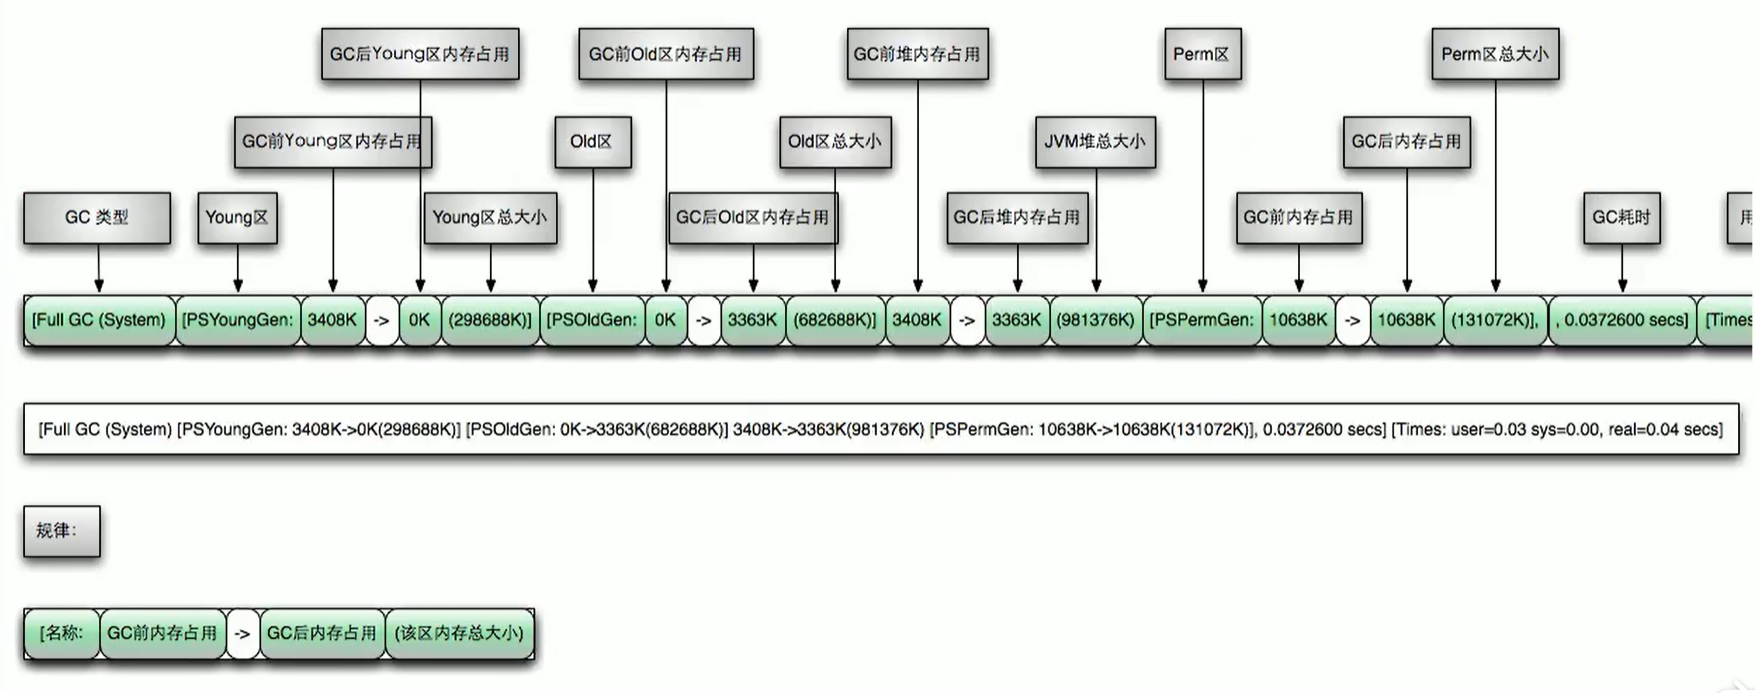 GC后Young区内存占用 GC前Old区内存占用 GC前堆内存占用 Perm区 Perm区总大小
GC前Young区内存占用 Old区 Old区总大小 JVM堆总大小 GC后内存占用
GC 类型 Young区 Young区总大小 GC后Old区内存占用 GC后堆内存占用 GC前内存占用 GC耗时 用
[Full GC (System) [PSYoungGen: 3408K -> 0K (298688K)] [PSOldGen: 0K -> 3363K (682688K)] 3408K -> 3363K (981376K) [PSPermGen: 10638K -> 10638K (131072K)], , 0.0372600 secs] [Times
[Full GC (System) [PSYoungGen: 3408K->0K(298688K)] [PSOldGen: 0K->3363K(682688K)] 3408K->3363K(981376K) [PSPermGen: 10638K->10638K(131072K)], 0.0372600 secs] [Times: user=0.03 sys=0.00, real=0.04 secs]
规律:
[名称: GC前内存占用 -> GC后内存占用 (该区内存总大小)